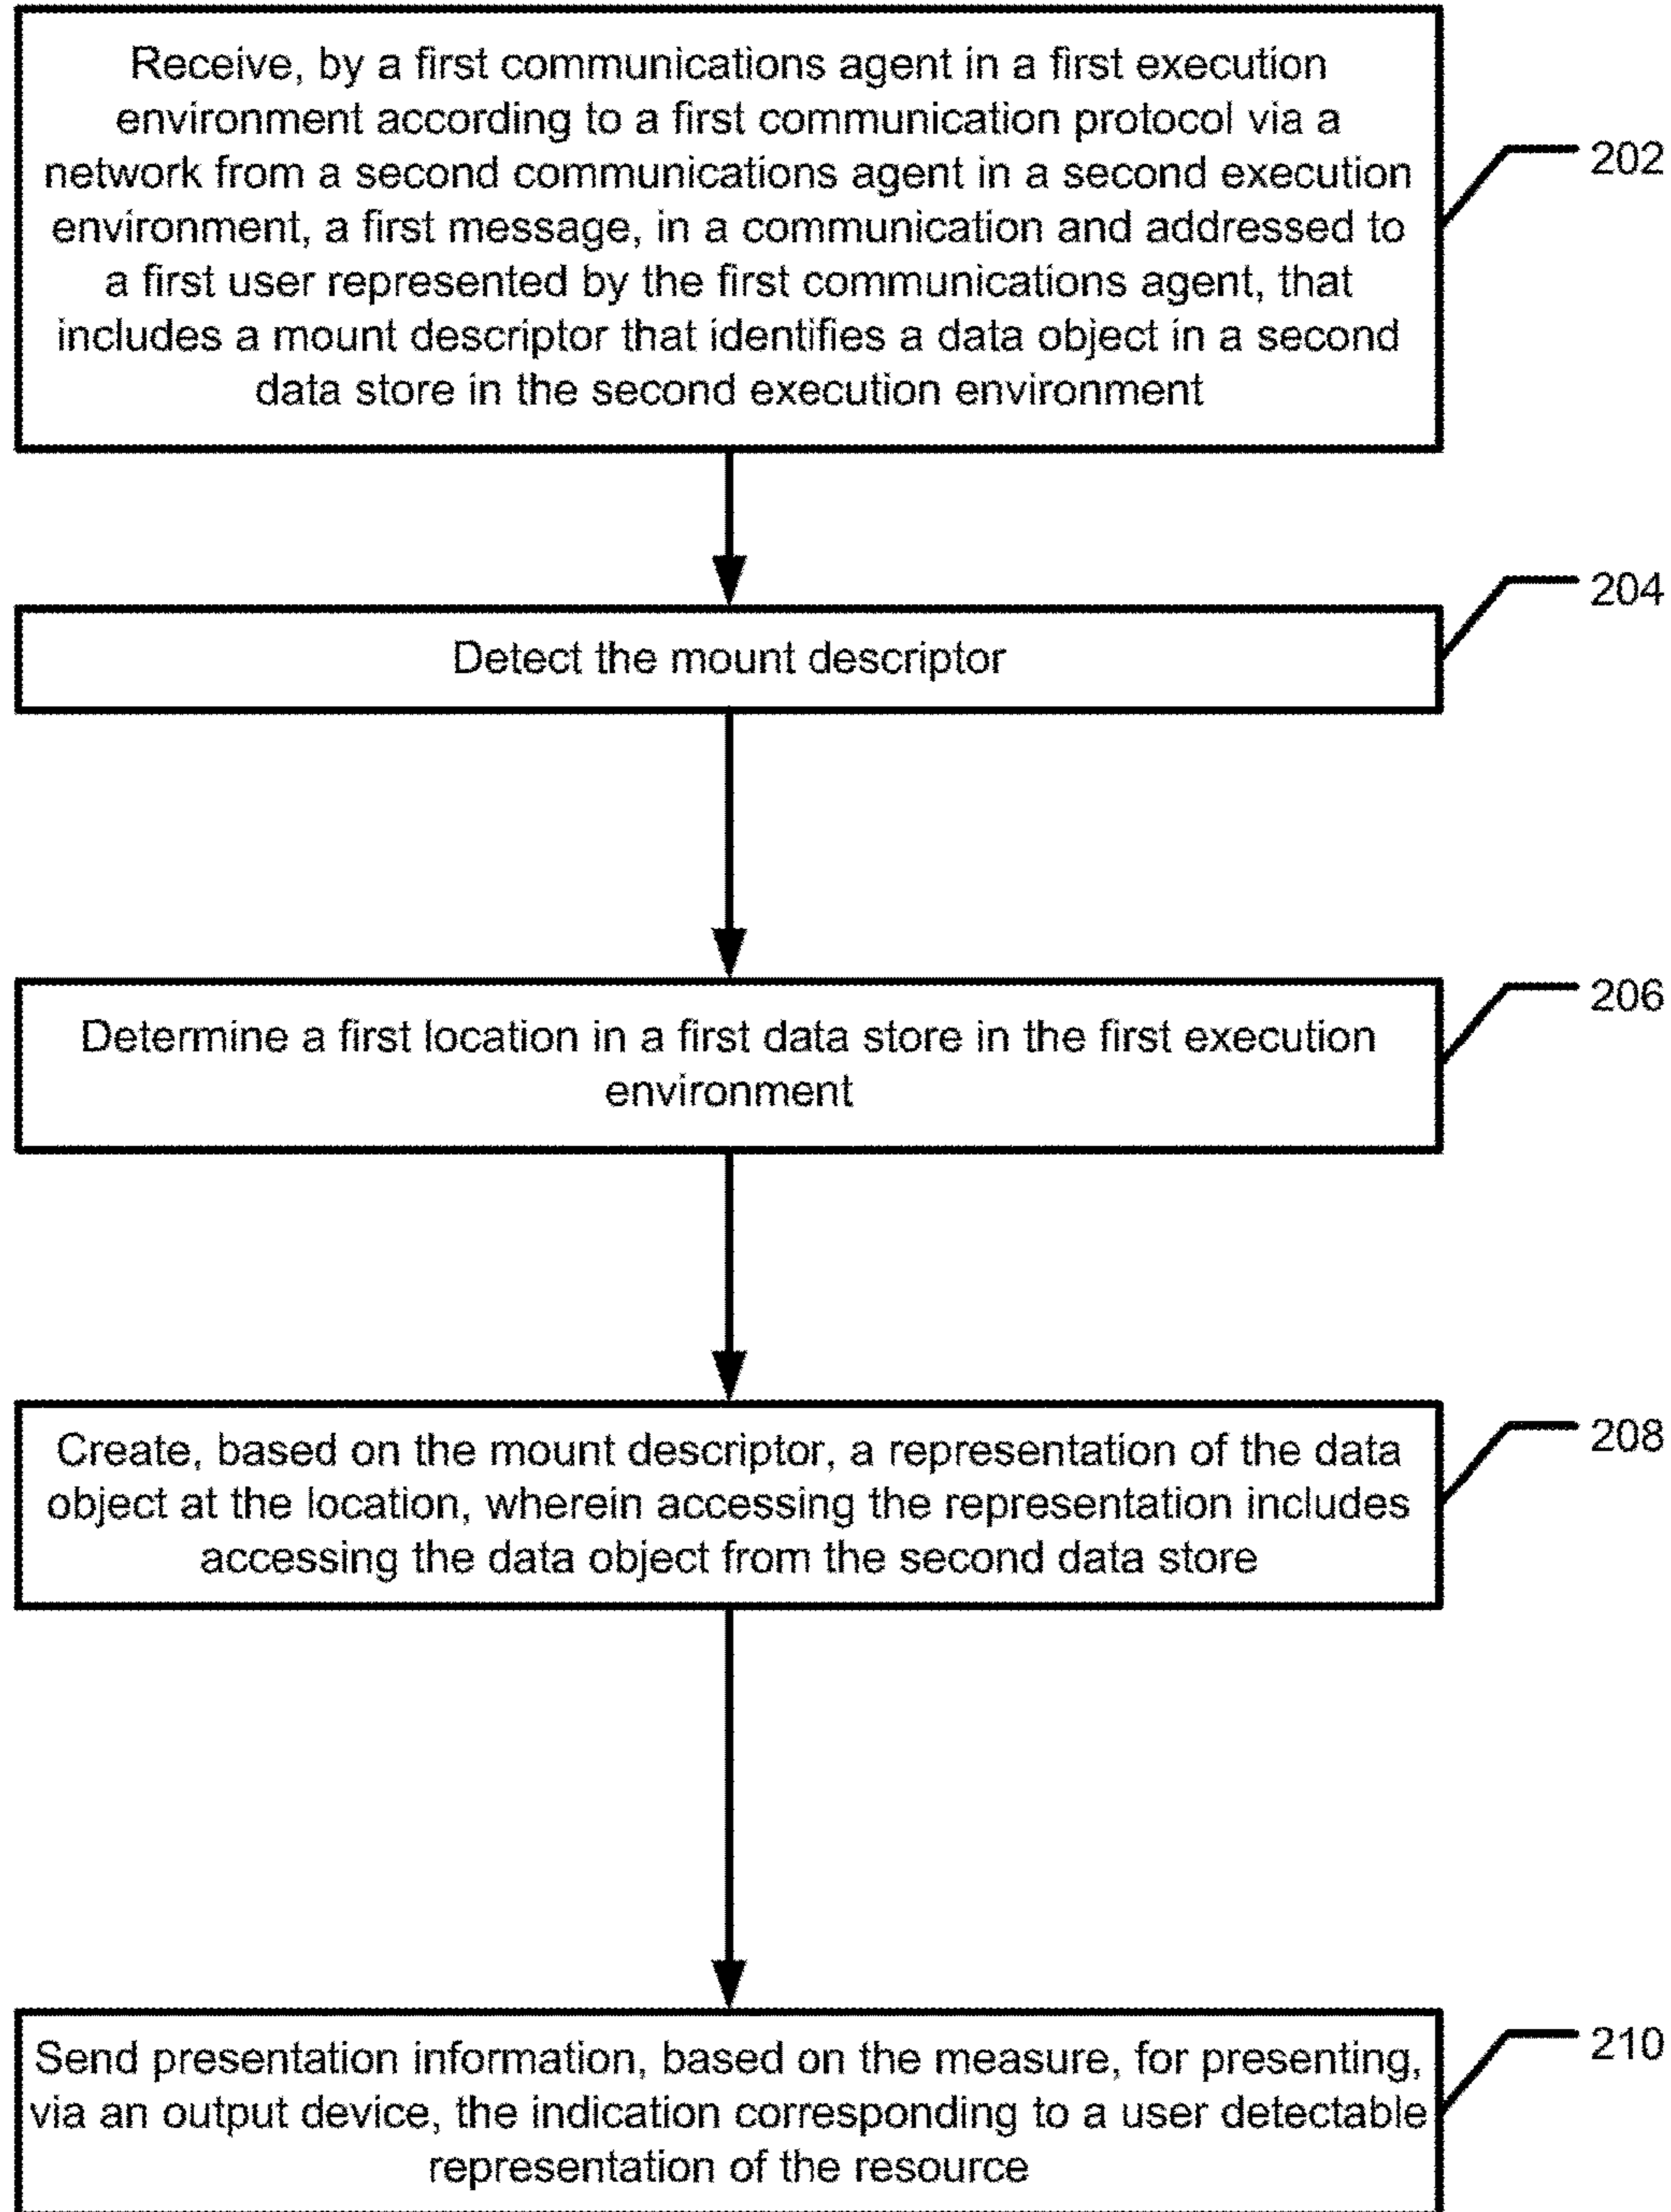 Receive, by a first communications agent in a first execution
environment according to a first communication protocol via a
network from a second communications agent in a second execution
environment, a first message, in a communication and addressed to
a first user represented by the first communications agent, that
includes a mount descriptor that identifies a data object in a second
data store in the second execution environment
202
204
Detect the mount descriptor
206
Determine a first location in a first data store in the first execution
environment
208
Create, based on the mount descriptor, a representation of the data
object at the location, wherein accessing the representation includes
accessing the data object from the second data store
210
Send presentation information, based on the measure, for presenting,
via an output device, the indication corresponding to a user detectable
representation of the resource